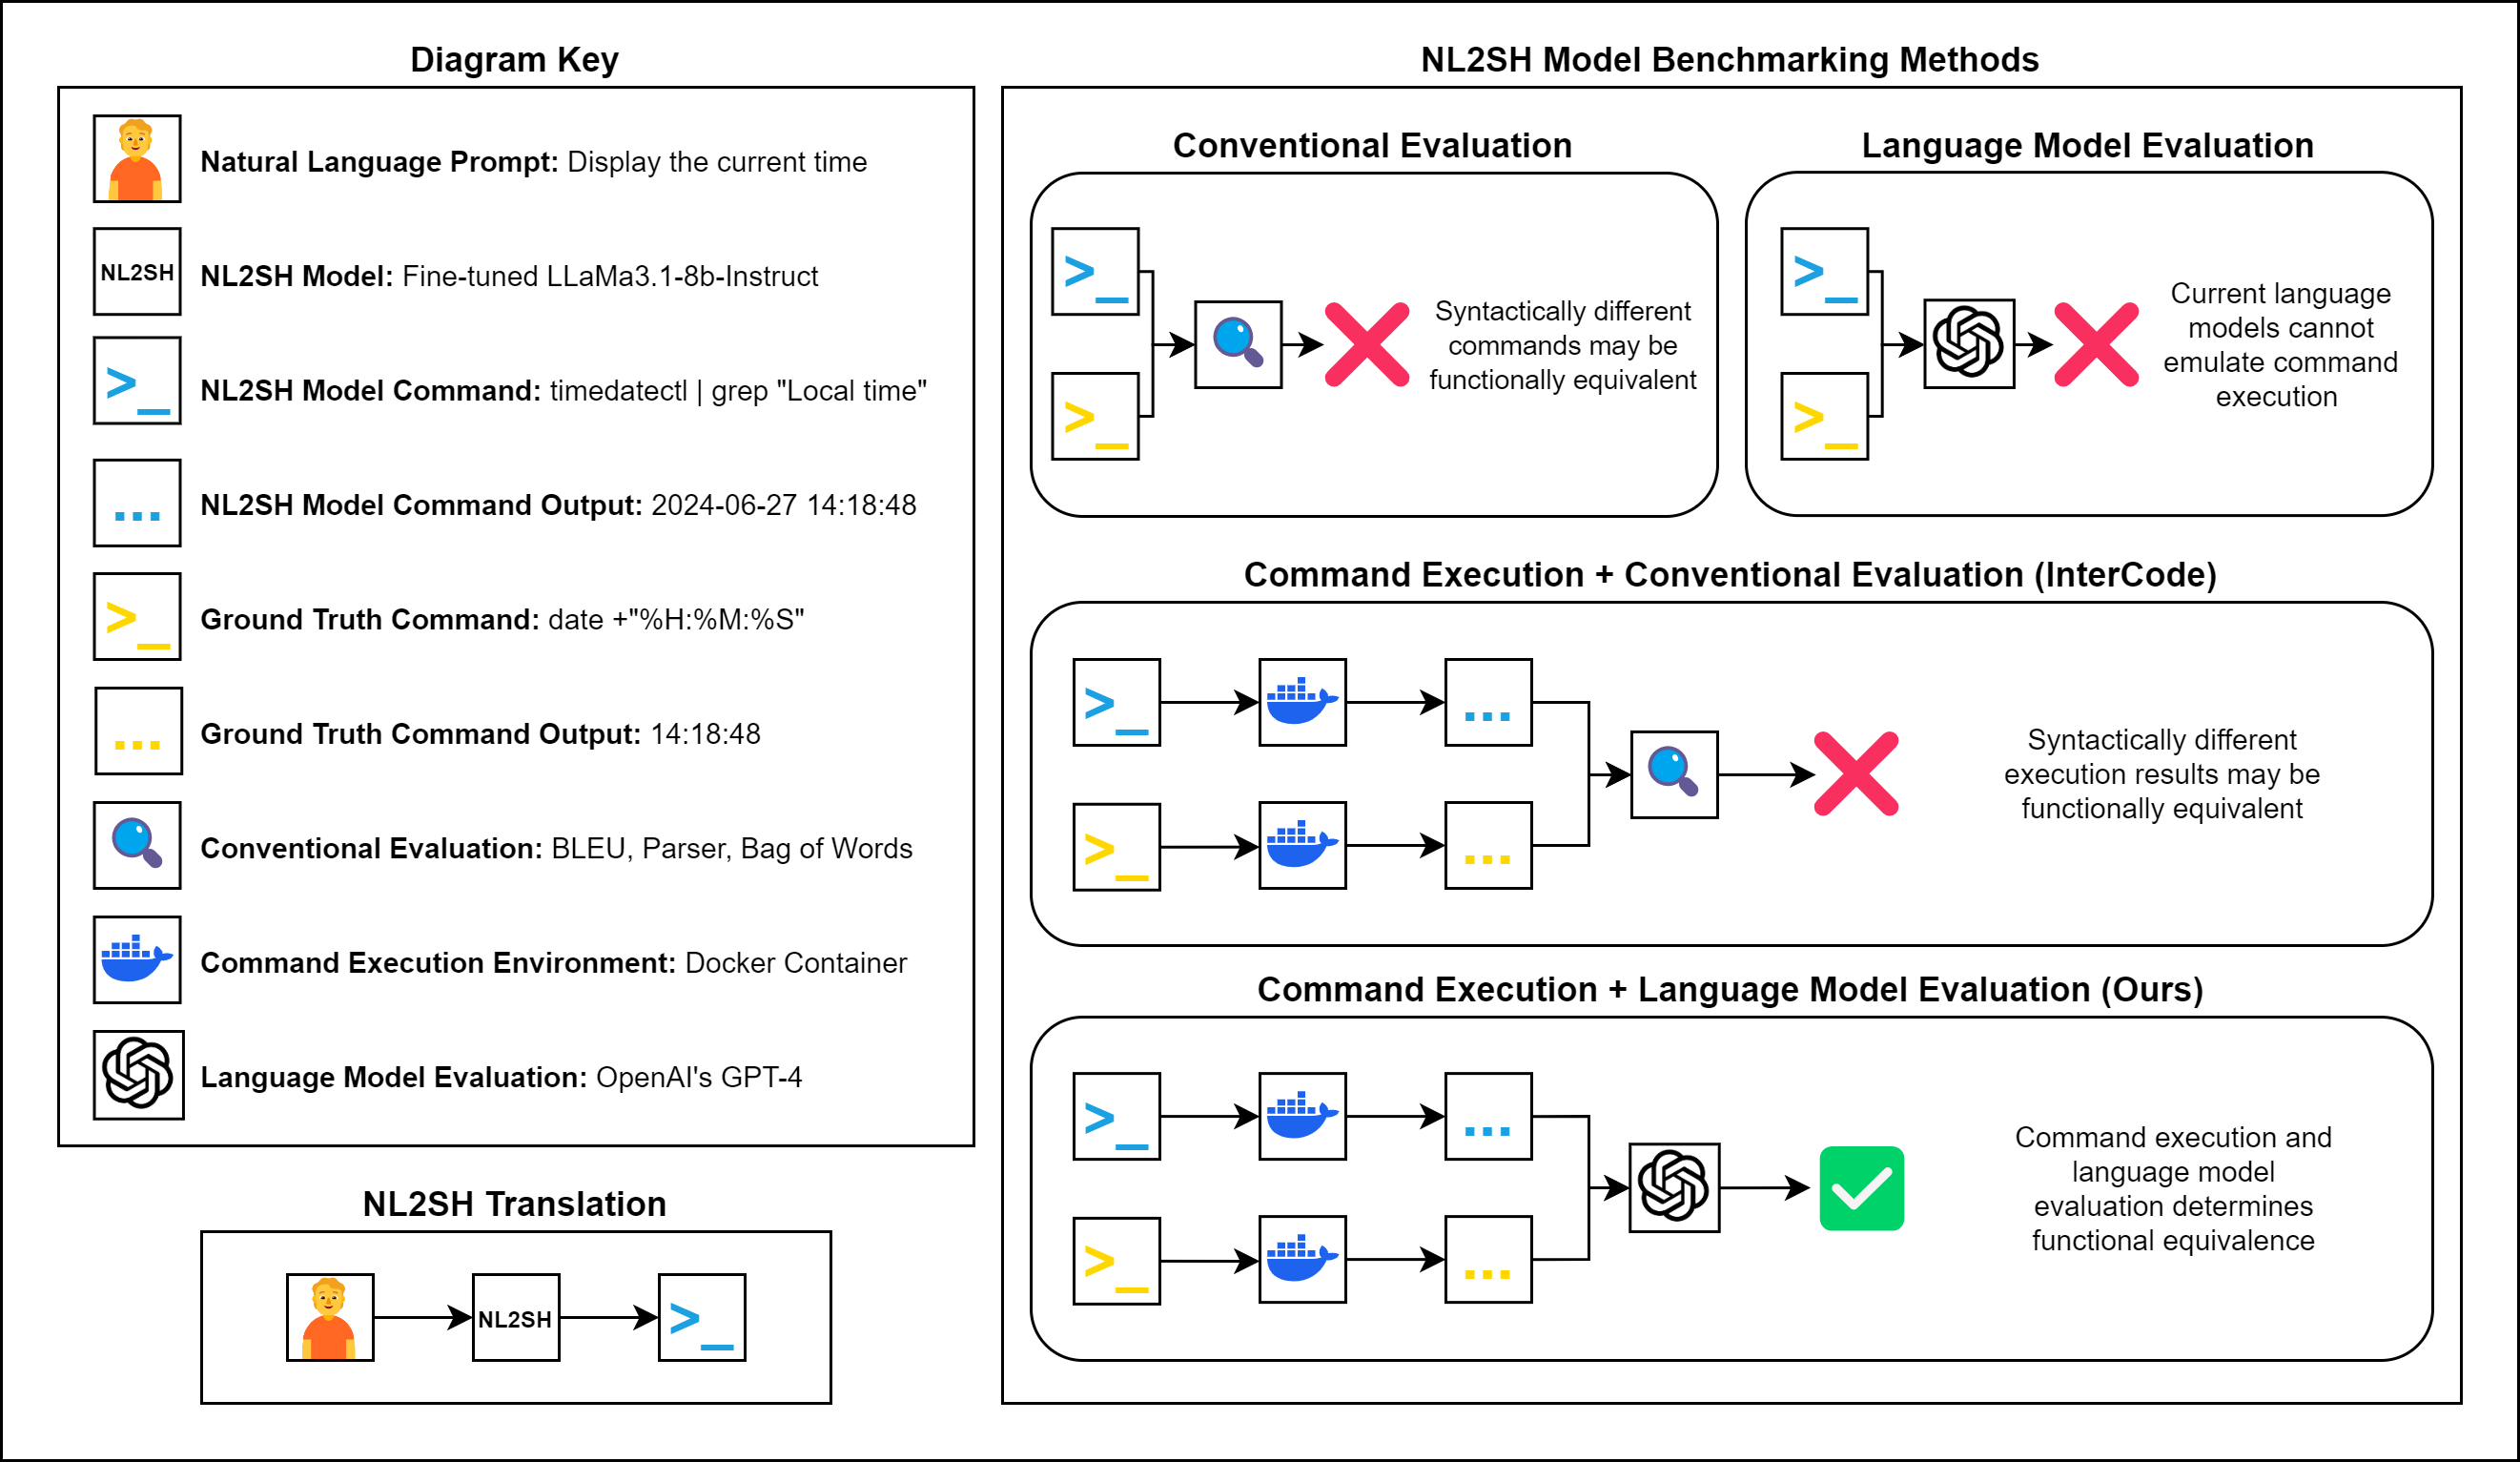 Diagram Key
Natural Language Prompt: Display the current time
NL2SH
NL2SH Model: Fine-tuned LLaMa3.1-8b-Instruct
>_
NL2SH Model Command: timedatectl | grep "Local time"
...
NL2SH Model Command Output: 2024-06-27 14:18:48
>_
Ground Truth Command: date +"%H:%M:%S"
...
Ground Truth Command Output: 14:18:48
Conventional Evaluation: BLEU, Parser, Bag of Words
Command Execution Environment: Docker Container
Language Model Evaluation: OpenAI's GPT-4
NL2SH Translation
NL2SH
>_
NL2SH Model Benchmarking Methods
Conventional Evaluation
>_
>_
Syntactically different
commands may be
functionally equivalent
Language Model Evaluation
>_
>_
Current language
models cannot
emulate command
execution
Command Execution + Conventional Evaluation (InterCode)
>_
...
>_
...
Syntactically different
execution results may be
functionally equivalent
Command Execution + Language Model Evaluation (Ours)
>_
...
>_
...
Command execution and
language model
evaluation determines
functional equivalence